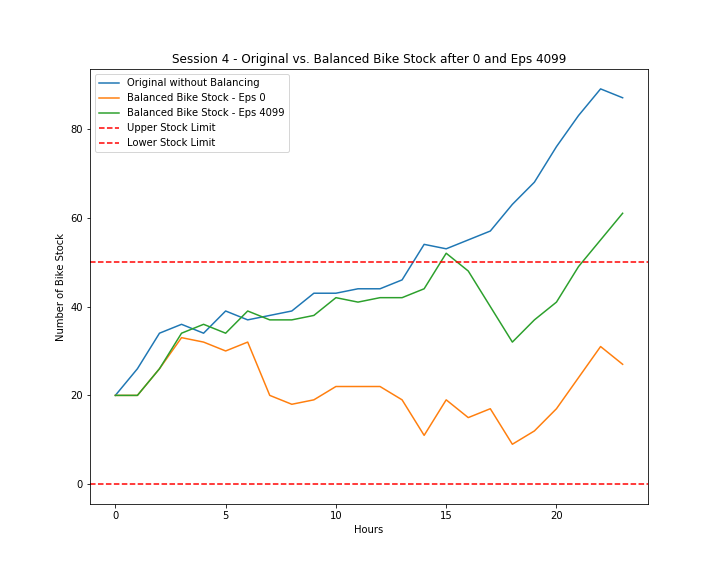 Session 4 - Original vs. Balanced Bike Stock after 0 and Eps 4099
Original without Balancing
Balanced Bike Stock - Eps 0
Balanced Bike Stock - Eps 4099
Upper Stock Limit
Lower Stock Limit
Number of Bike Stock
80
60
40
20
0
0 5 10 15 20
Hours